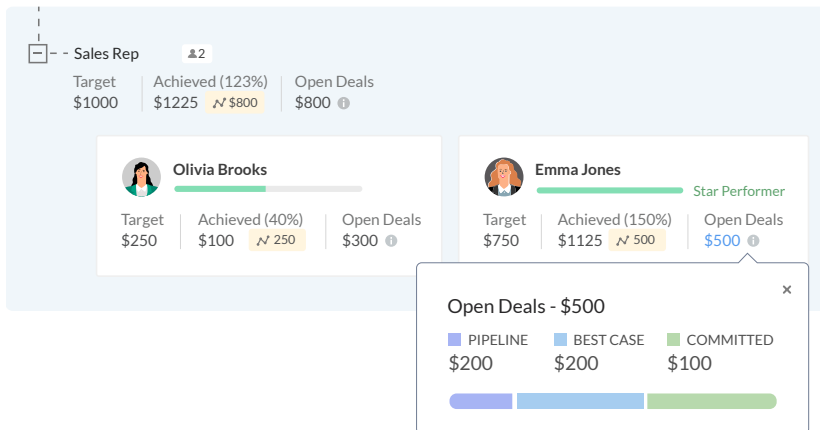 Sales Rep 2
Target Achieved (123%) Open Deals
$1000 $1225 $800 $800
Olivia Brooks
Target Achieved (40%) Open Deals
$250 $100 250 $300
Emma Jones
Star Performer
Target Achieved (150%) Open Deals
$750 $1125 500 $500
Open Deals - $500
PIPELINE BEST CASE COMMITTED
$200 $200 $100